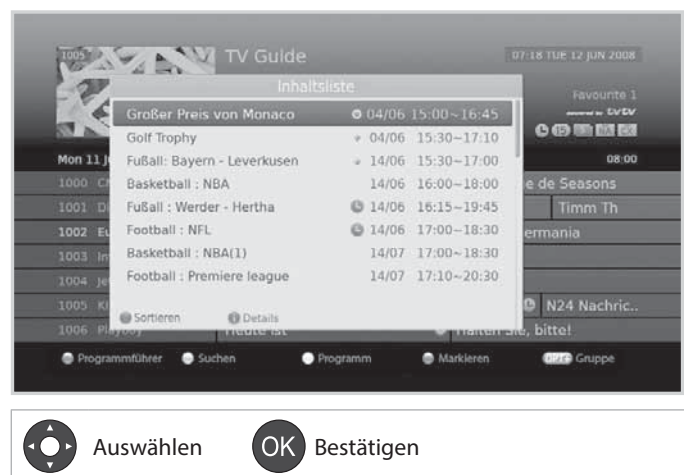 1005
TV Guide
07:18 TUE 12 JUN 2008
Inhaltsliste
Favourite 1
tvtv
Großer Preis von Monaco 04/06 15:00~16:45
Golf Trophy 04/06 15:30~17:10
Fußall: Bayern - Leverkusen 14/06 15:30~17:00
Basketball : NBA 14/06 16:00~18:00
Fußall : Werder - Hertha 14/06 16:15~19:45
Football : NFL 14/06 17:00~18:30
Basketball : NBA(1) 14/07 17:00~18:30
Football : Premiere league 14/07 17:10~20:30
Sortieren Details
Mon 11 08:00
1000 e de Seasons
1001 Timm Th
1002 ermania
1003
1004
1005 N24 Nachric..
1006 Heute ist Halten Sie, bitte!
Programmführer Suchen Programm Markieren OPT+ Gruppe
Auswählen OK Bestätigen